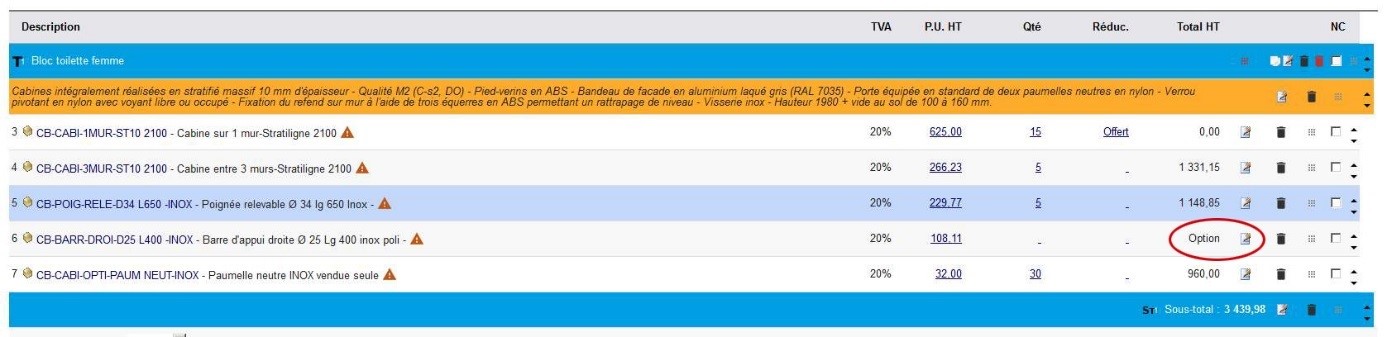 Description TVA P.U. HT Qté Réduc. Total HT NC
T1 Bloc toilette femme
Cabines intégralement réalisées en stratifié massif 10 mm d'épaisseur - Qualité M2 (C-s2, DO) - Pied-verins en ABS - Bandeau de facade en aluminium laqué gris (RAL 7035) - Porte équipée en standard de deux paumelles neutres en nylon - Verrou
pivotant en nylon avec voyant libre ou occupé - Fixation du refend sur mur à l'aide de trois équerres en ABS permettant un rattrapage de niveau - Visserie inox - Hauteur 1980 + vide au sol de 100 à 160 mm.
3 CB-CABI-1MUR-ST10 2100 - Cabine sur 1 mur-Stratiligne 2100 20% 625,00 15 Offert 0,00
4 CB-CABI-3MUR-ST10 2100 - Cabine entre 3 murs-Stratiligne 2100 20% 266,23 5 - 1 331,15
5 CB-POIG-RELE-D34 L650 -INOX - Poignée relevable Ø 34 lg 650 Inox - 20% 229,77 5 - 1 148,85
6 CB-BARR-DROI-D25 L400 -INOX - Barre d'appui droite Ø 25 Lg 400 inox poli - 20% 108,11 - - Option
7 CB-CABI-OPTI-PAUM NEUT-INOX - Paumelle neutre INOX vendue seule 20% 32,00 30 - 960,00
ST1 Sous-total : 3 439,98